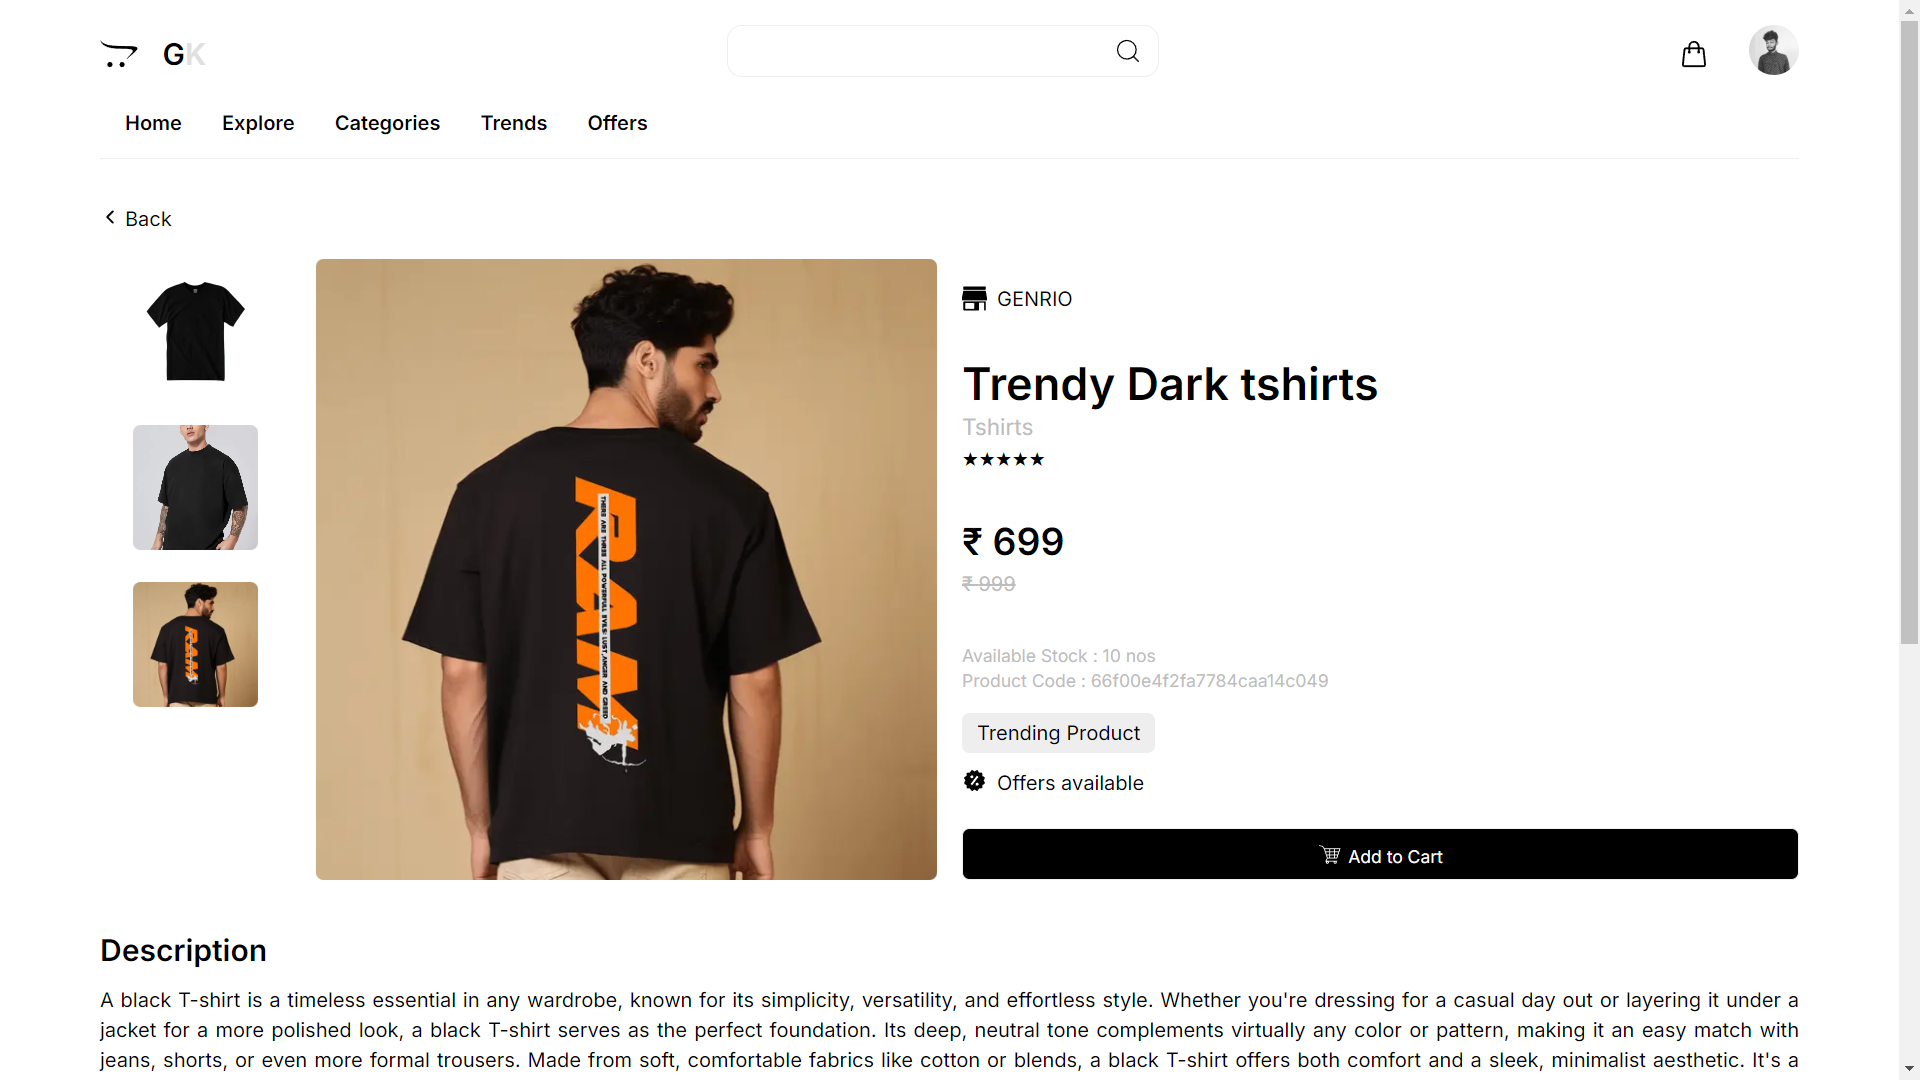 GK
Home Explore Categories Trends Offers
Back
GENRIO
Trendy Dark tshirts
Tshirts
★★★★★
₹ 699
₹ 999
Available Stock : 10 nos
Product Code : 66f00e4f2fa7784caa14c049
Trending Product
Offers available
Add to Cart
RAM
THERE ARE THESE ALL POWERFULL EVILS: LUST, ANGER AND GREED
RAM
Description
A black T-shirt is a timeless essential in any wardrobe, known for its simplicity, versatility, and effortless style. Whether you're dressing for a casual day out or layering it under a
jacket for a more polished look, a black T-shirt serves as the perfect foundation. Its deep, neutral tone complements virtually any color or pattern, making it an easy match with
jeans, shorts, or even more formal trousers. Made from soft, comfortable fabrics like cotton or blends, a black T-shirt offers both comfort and a sleek, minimalist aesthetic. It's a